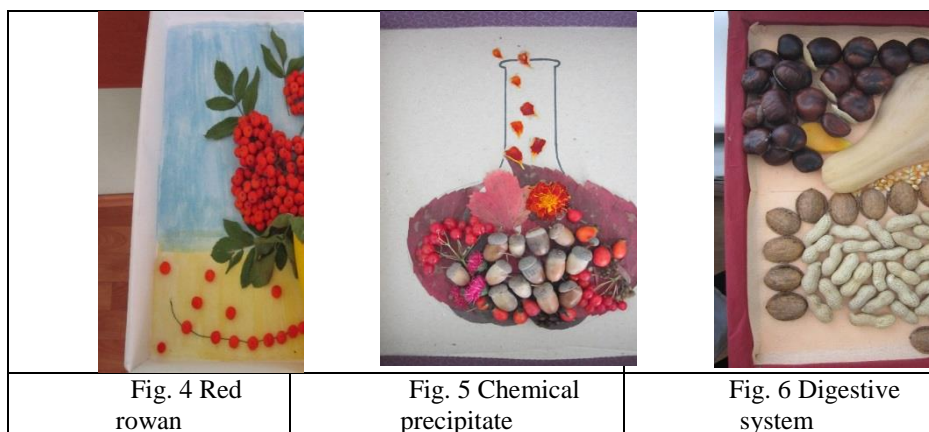 Fig. 4 Red
rowan
Fig. 5 Chemical
precipitate
Fig. 6 Digestive
system